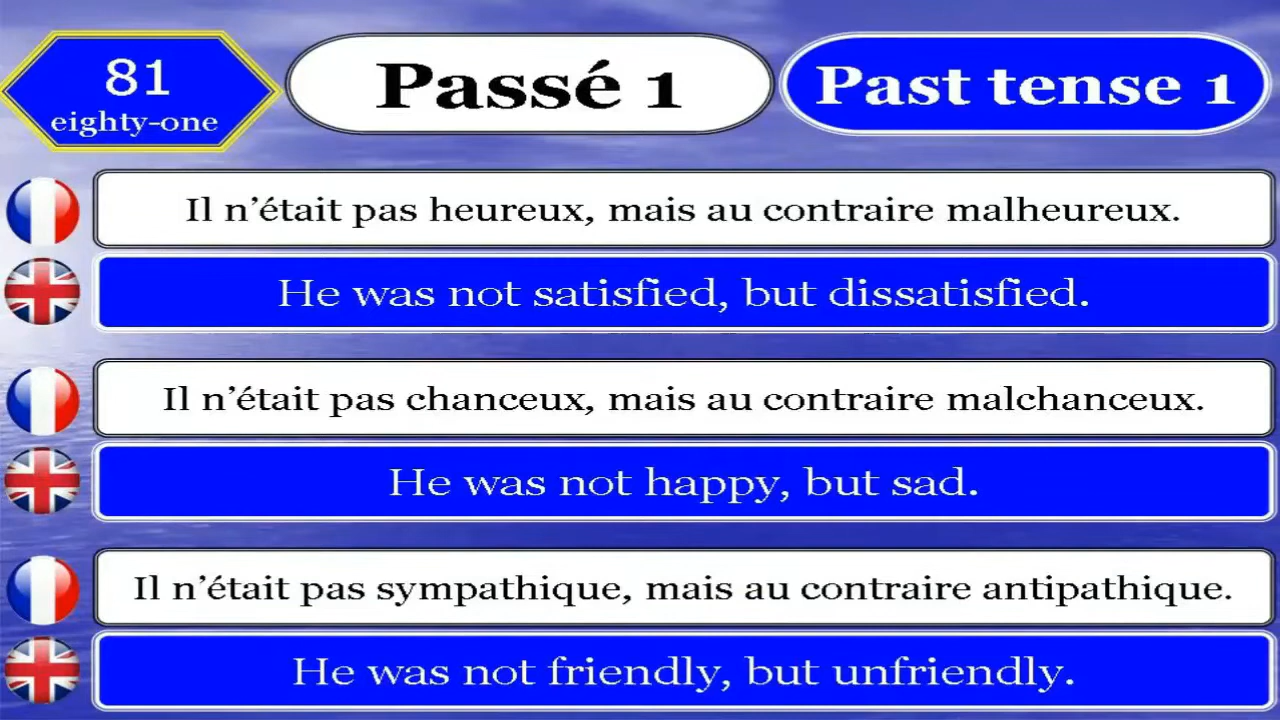 81
eighty-one
Passé 1
Past tense 1
Il n’était pas heureux, mais au contraire malheureux.
He was not satisfied, but dissatisfied.
Il n’était pas chanceux, mais au contraire malchanceux.
He was not happy, but sad.
Il n’était pas sympathique, mais au contraire antipathique.
He was not friendly, but unfriendly.